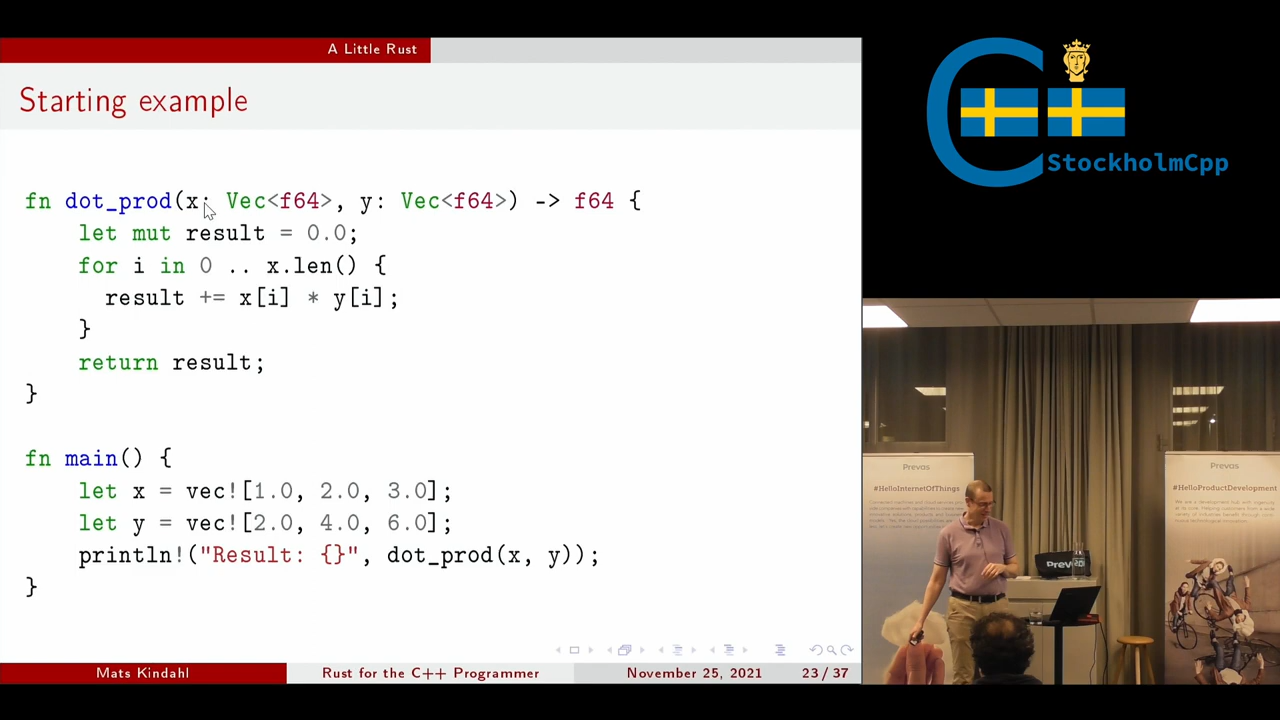 A Little Rust
Starting example
fn dot_prod(x: Vec<f64>, y: Vec<f64>) -> f64 {
    let mut result = 0.0;
    for i in 0 .. x.len() {
      result += x[i] * y[i];
    }
    return result;
}
fn main() {
    let x = vec![1.0, 2.0, 3.0];
    let y = vec![2.0, 4.0, 6.0];
    println!("Result: {}", dot_prod(x, y));
}
Mats Kindahl
Rust for the C++ Programmer
November 25, 2021
23 / 37
C
StockholmCpp
Prevas
#HelloInternetOfThings
Prevas
#HelloProductDevelopment